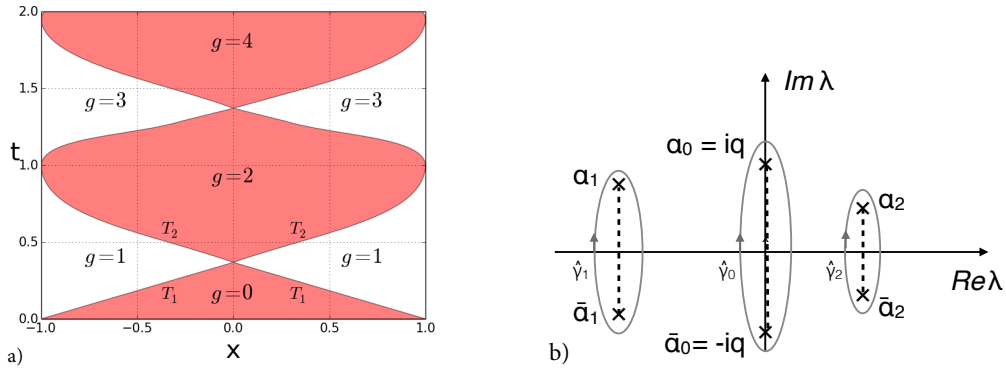 2.0
g=4
1.5
g=3
g=3
t
1.0
g=2
T₂
T₂
0.5
g=1
g=1
T₁
g=0
T₁
0.0
−1.0
−0.5
0.0
0.5
1.0
a)
x
Im λ
α₀ = iq
α₁
α₂
γ̂₁
γ̂₀
γ̂₂
Re λ
ᾱ₁
ᾱ₂
b)
ᾱ₀= -iq